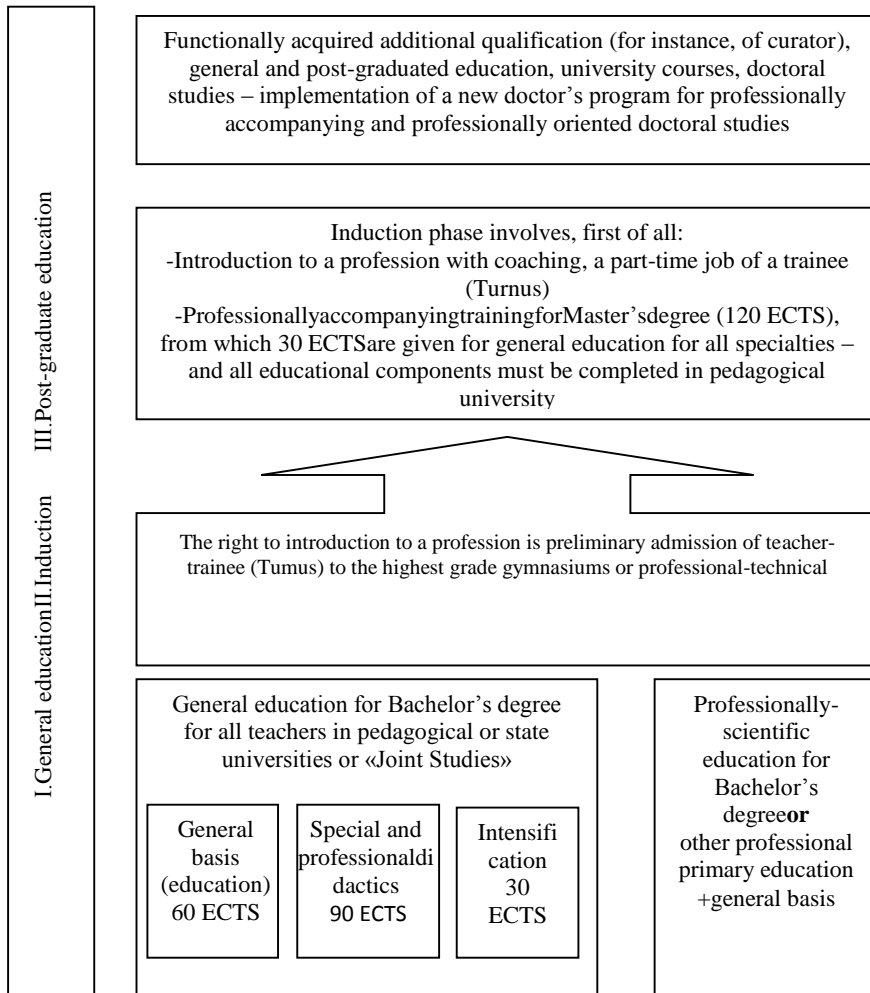 Functionally acquired additional qualification (for instance, of curator),
general and post-graduated education, university courses, doctoral
studies – implementation of a new doctor's program for professionally
accompanying and professionally oriented doctoral studies
III.Post-graduate education
Induction phase involves, first of all:
-Introduction to a profession with coaching, a part-time job of a trainee
(Turnus)
-ProfessionallyaccompanyingtrainingforMaster'sdegree (120 ECTS),
from which 30 ECTSare given for general education for all specialties –
and all educational components must be completed in pedagogical
university
I.General educationII.Induction
The right to introduction to a profession is preliminary admission of teacher-
trainee (Tumus) to the highest grade gymnasiums or professional-technical
General education for Bachelor's degree
for all teachers in pedagogical or state
universities or «Joint Studies»
General
basis
(education)
60 ECTS
Special and
professionaldi
dactics
90 ECTS
Intensifi
cation
30
ECTS
Professionally-
scientific
education for
Bachelor's
degreeor
other professional
primary education
+general basis